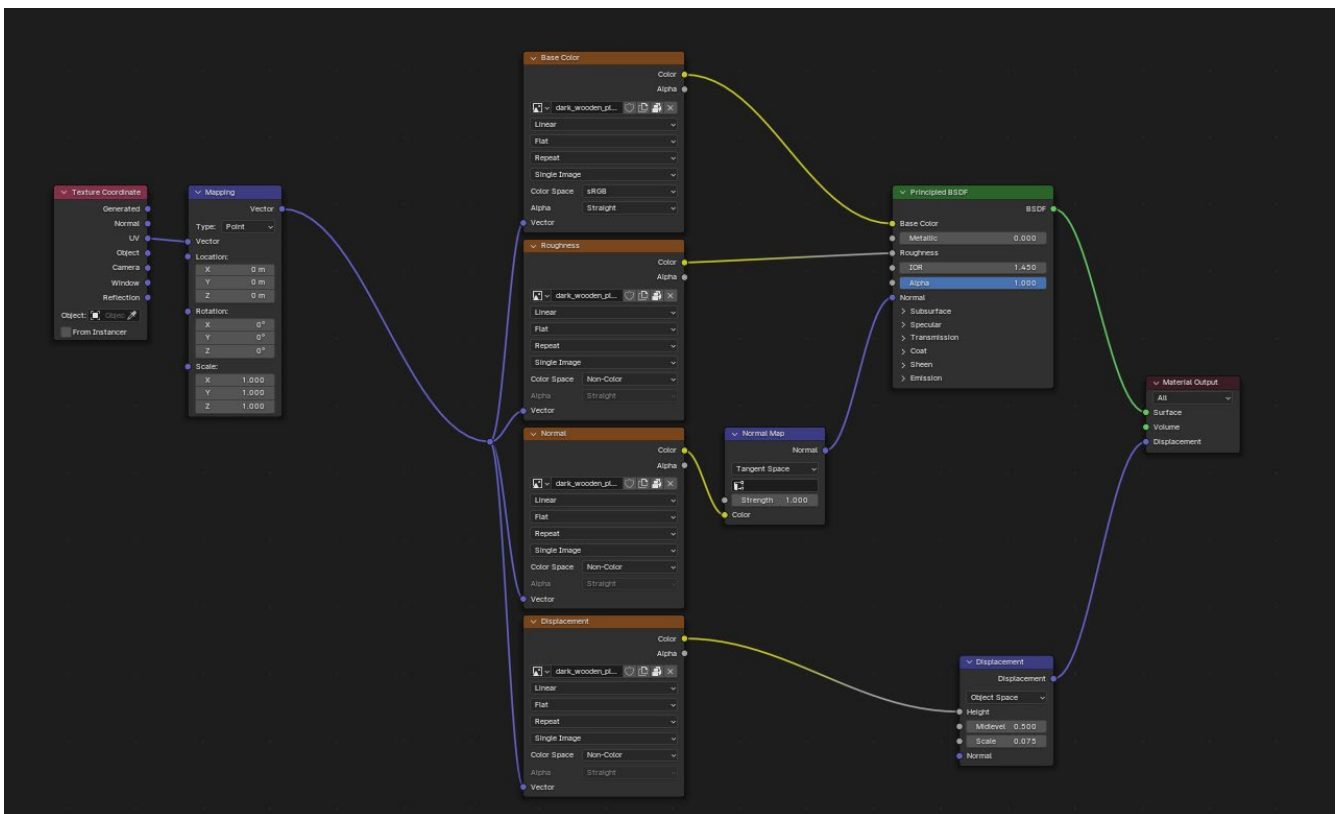 Texture Coordinate
Generated
Normal
UV
Object
Camera
Window
Reflection
Object:
From Instancer
Mapping
Vector
Type: Point
Vector
Location:
X 0 m
Y 0 m
Z 0 m
Rotation:
X 0°
Y 0°
Z 0°
Scale:
X 1.000
Y 1.000
Z 1.000
Base Color
Color
Alpha
dark_wooden_pl...
Linear
Flat
Repeat
Single Image
Color Space sRGB
Alpha Straight
Vector
Roughness
Color
Alpha
dark_wooden_pl...
Linear
Flat
Repeat
Single Image
Color Space Non-Color
Alpha Straight
Vector
Normal
Color
Alpha
dark_wooden_pl...
Linear
Flat
Repeat
Single Image
Color Space Non-Color
Alpha Straight
Vector
Displacement
Color
Alpha
dark_wooden_pl...
Linear
Flat
Repeat
Single Image
Color Space Non-Color
Alpha Straight
Vector
Normal Map
Normal
Tangent Space
Strength 1.000
Color
Principled BSDF
BSDF
Base Color
Metallic 0.000
Roughness
IOR 1.450
Alpha 1.000
Normal
Subsurface
Specular
Transmission
Coat
Sheen
Emission
Displacement
Displacement
Object Space
Height
Midlevel 0.500
Scale 0.075
Normal
Material Output
All
Surface
Volume
Displacement